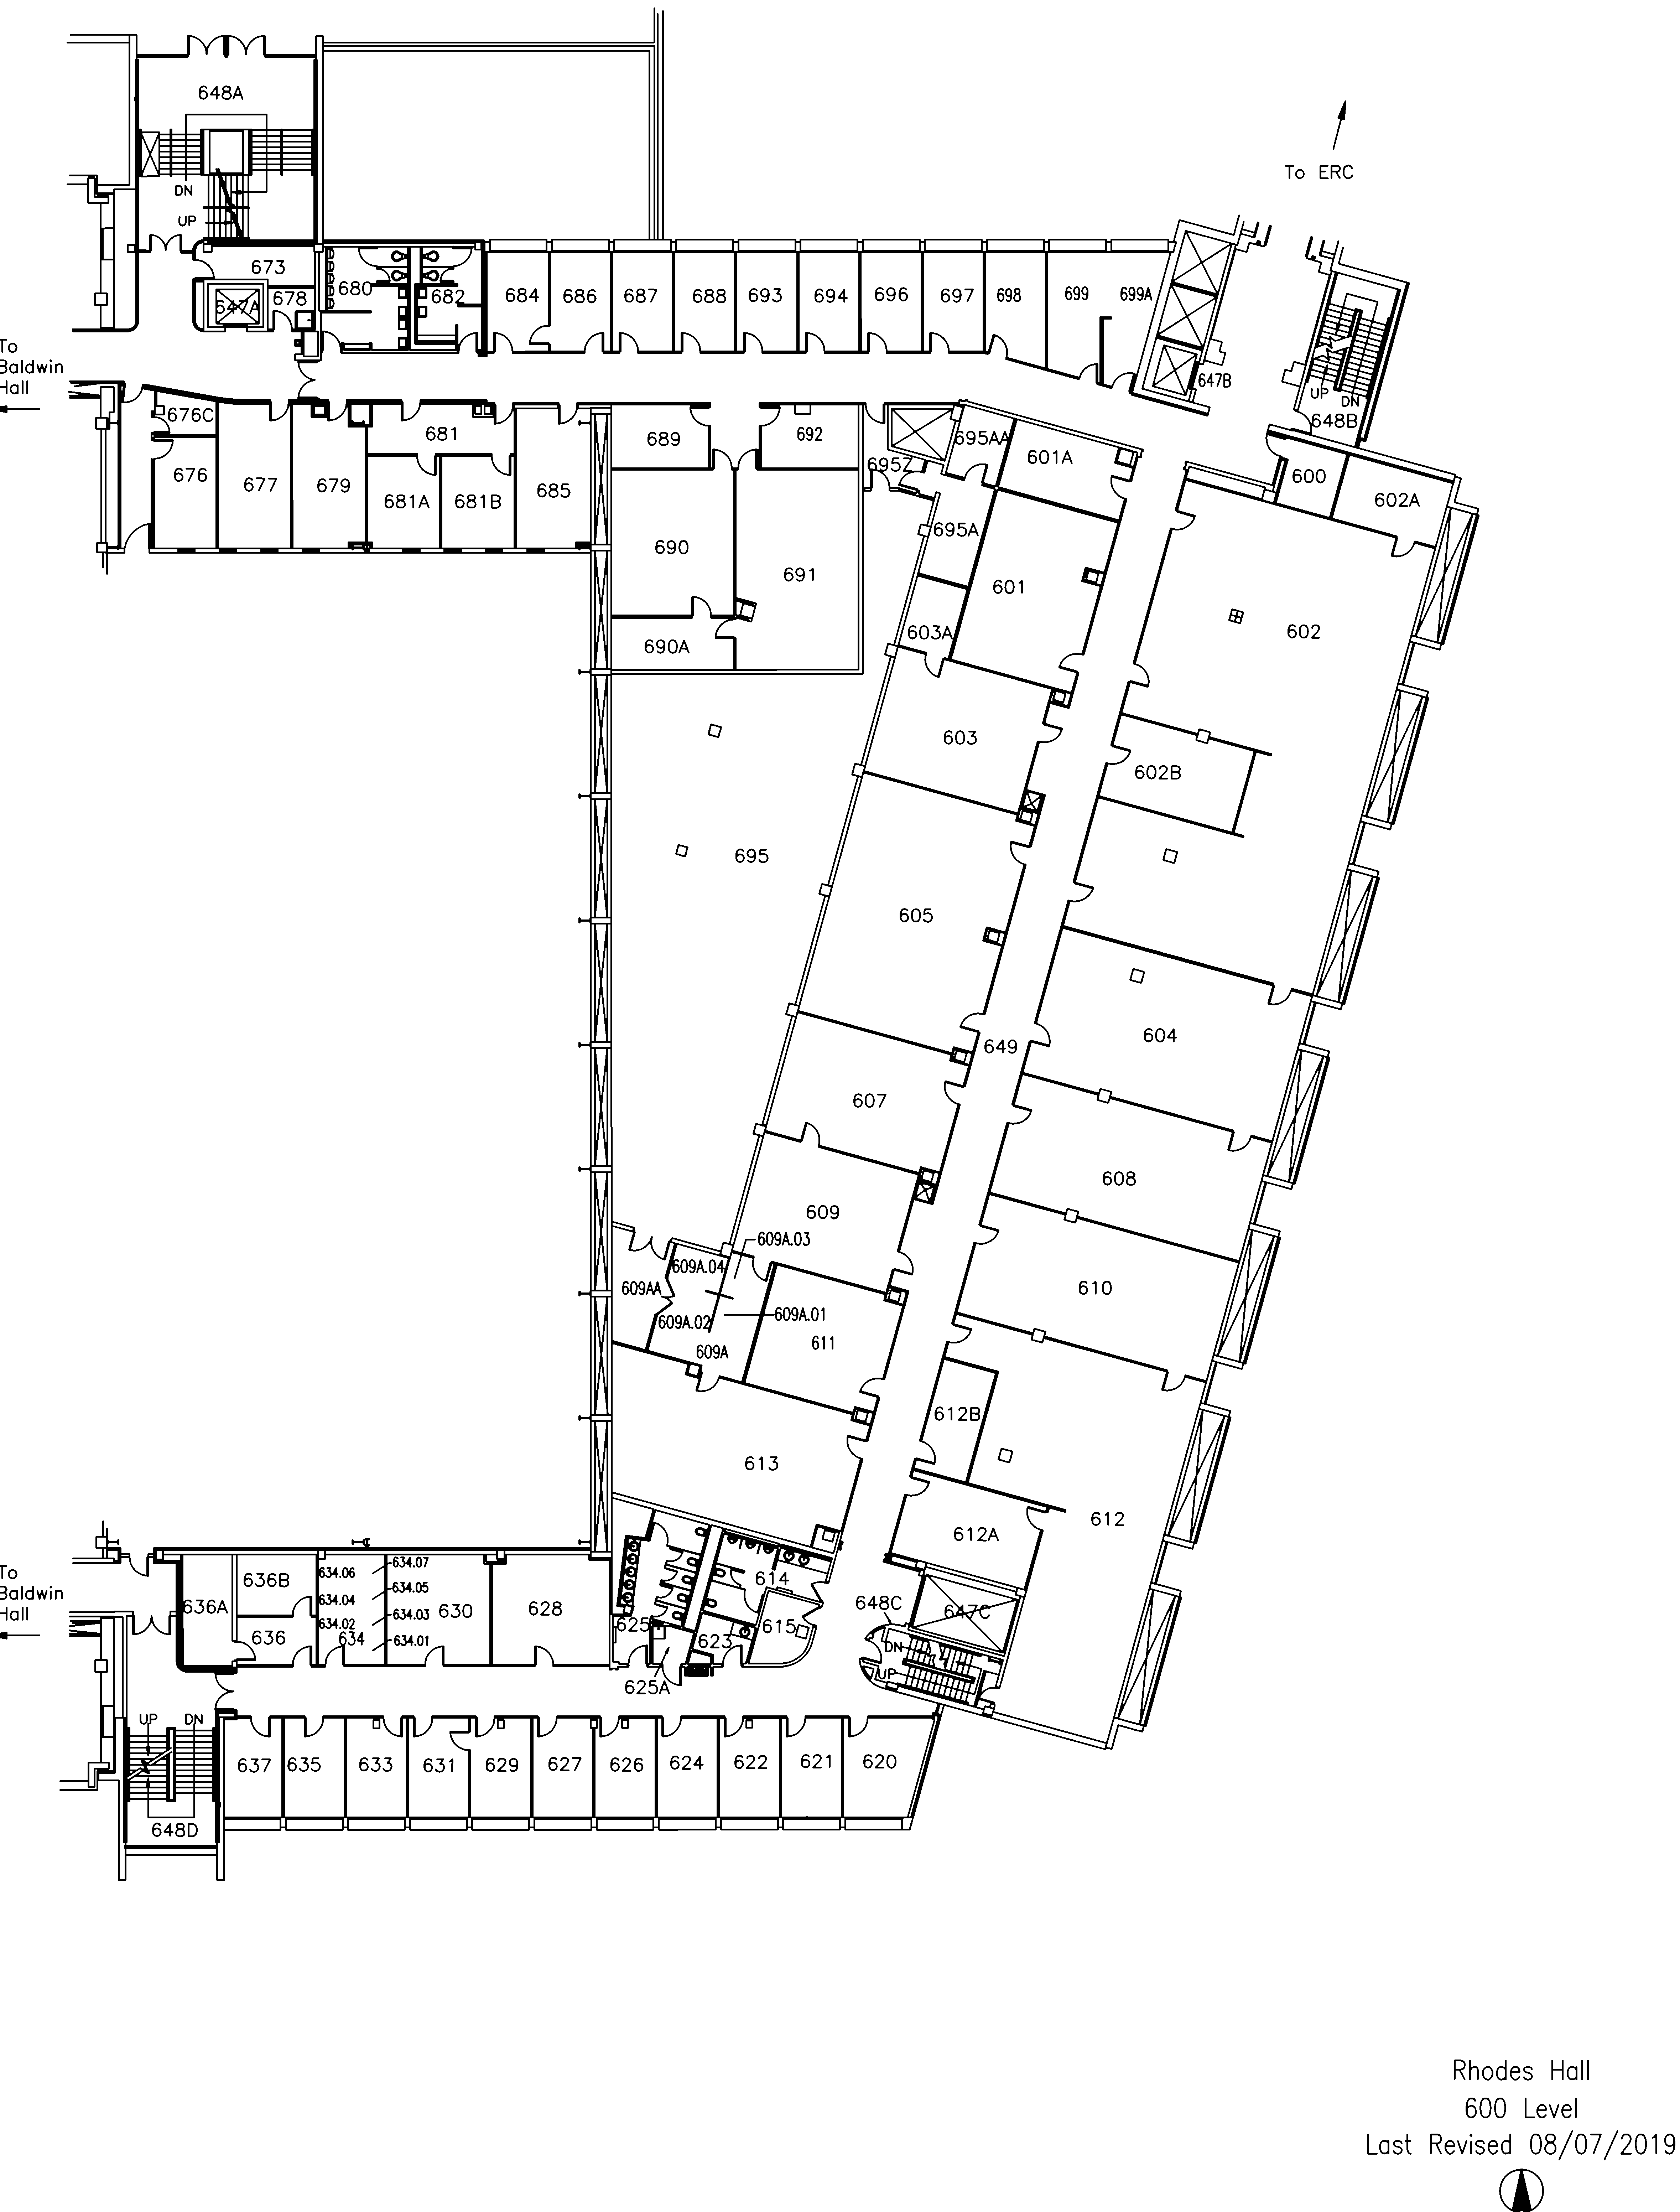 648A
To ERC
DN
UP
673
678
647A
680
682
684
686
687
688
693
694
696
697
698
699
699A
To
Baldwin
Hall
647B
UP
DN
648B
676C
681
689
692
695AA
601A
695Z
676
677
679
681A
681B
685
600
602A
690
691
695A
601
602
690A
603A
603
602B
695
605
649
604
607
608
609
609A.03
609A.04
609AA
610
609A.02
609A.01
609A
611
612B
613
612
612A
To
Baldwin
Hall
636B
634.06
634.07
634.05
634.04
634.03
634.02
634.01
636A
636
634
630
628
625
614
623
615
648C
647C
DN
UP
625A
UP
DN
637
635
633
631
629
627
626
624
622
621
620
648D
Rhodes Hall
600 Level
Last Revised 08/07/2019